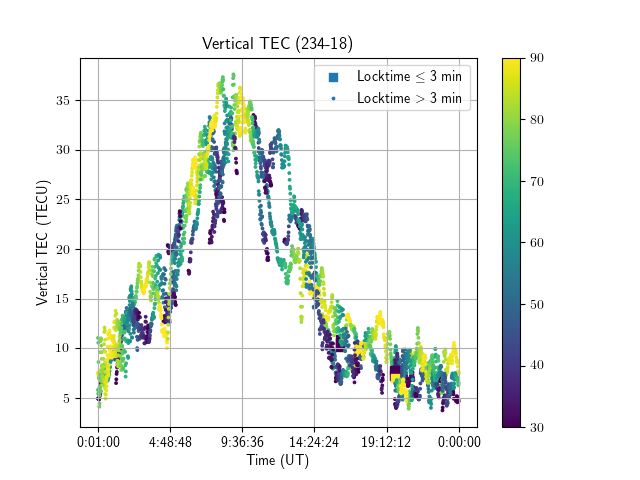 Vertical TEC (234-18)
Locktime ≤ 3 min
Locktime > 3 min
Vertical TEC (TECU)
35
30
25
20
15
10
5
0:01:00 4:48:48 9:36:36 14:24:24 19:12:12 0:00:00
Time (UT)
90
80
70
60
50
40
30